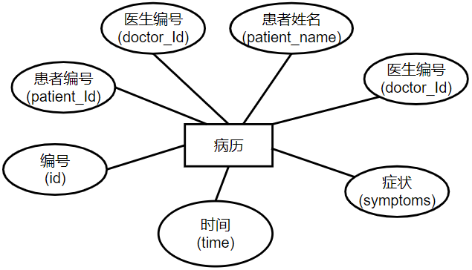 医生编号
(doctor_Id)
患者姓名
(patient_name)
患者编号
(patient_Id)
医生编号
(doctor_Id)
病历
编号
(id)
症状
(symptoms)
时间
(time)